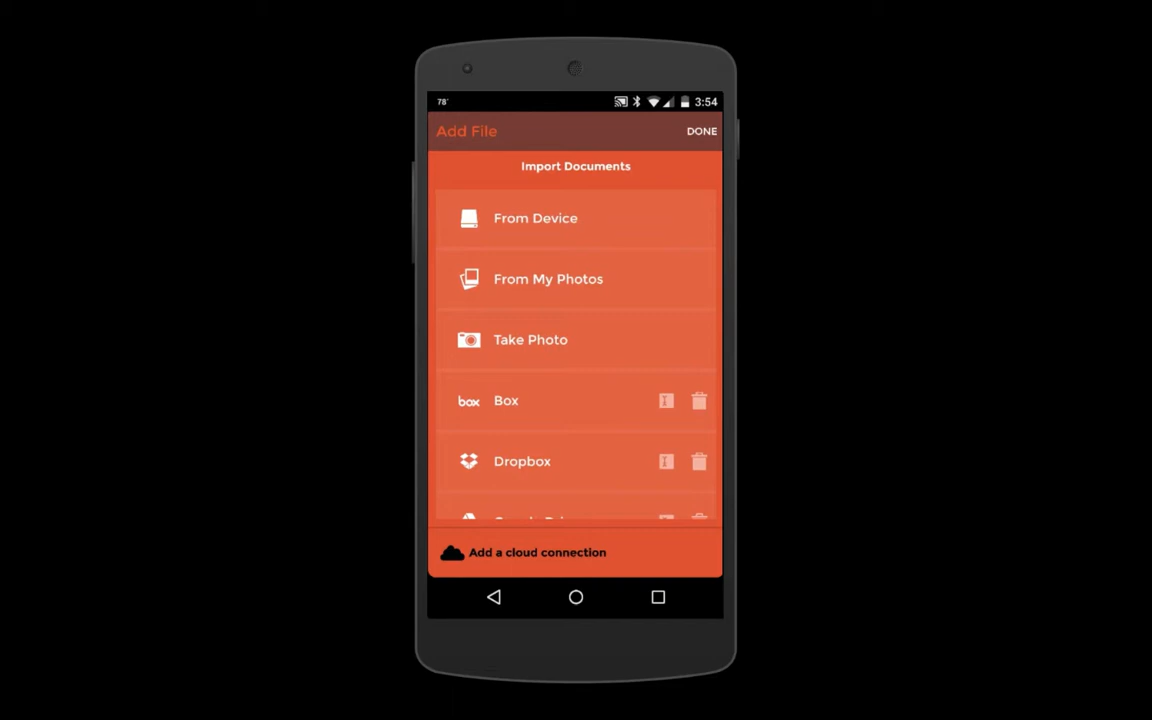 78°
3:54
Add File
DONE
Import Documents
From Device
From My Photos
Take Photo
box Box
Dropbox
Add a cloud connection